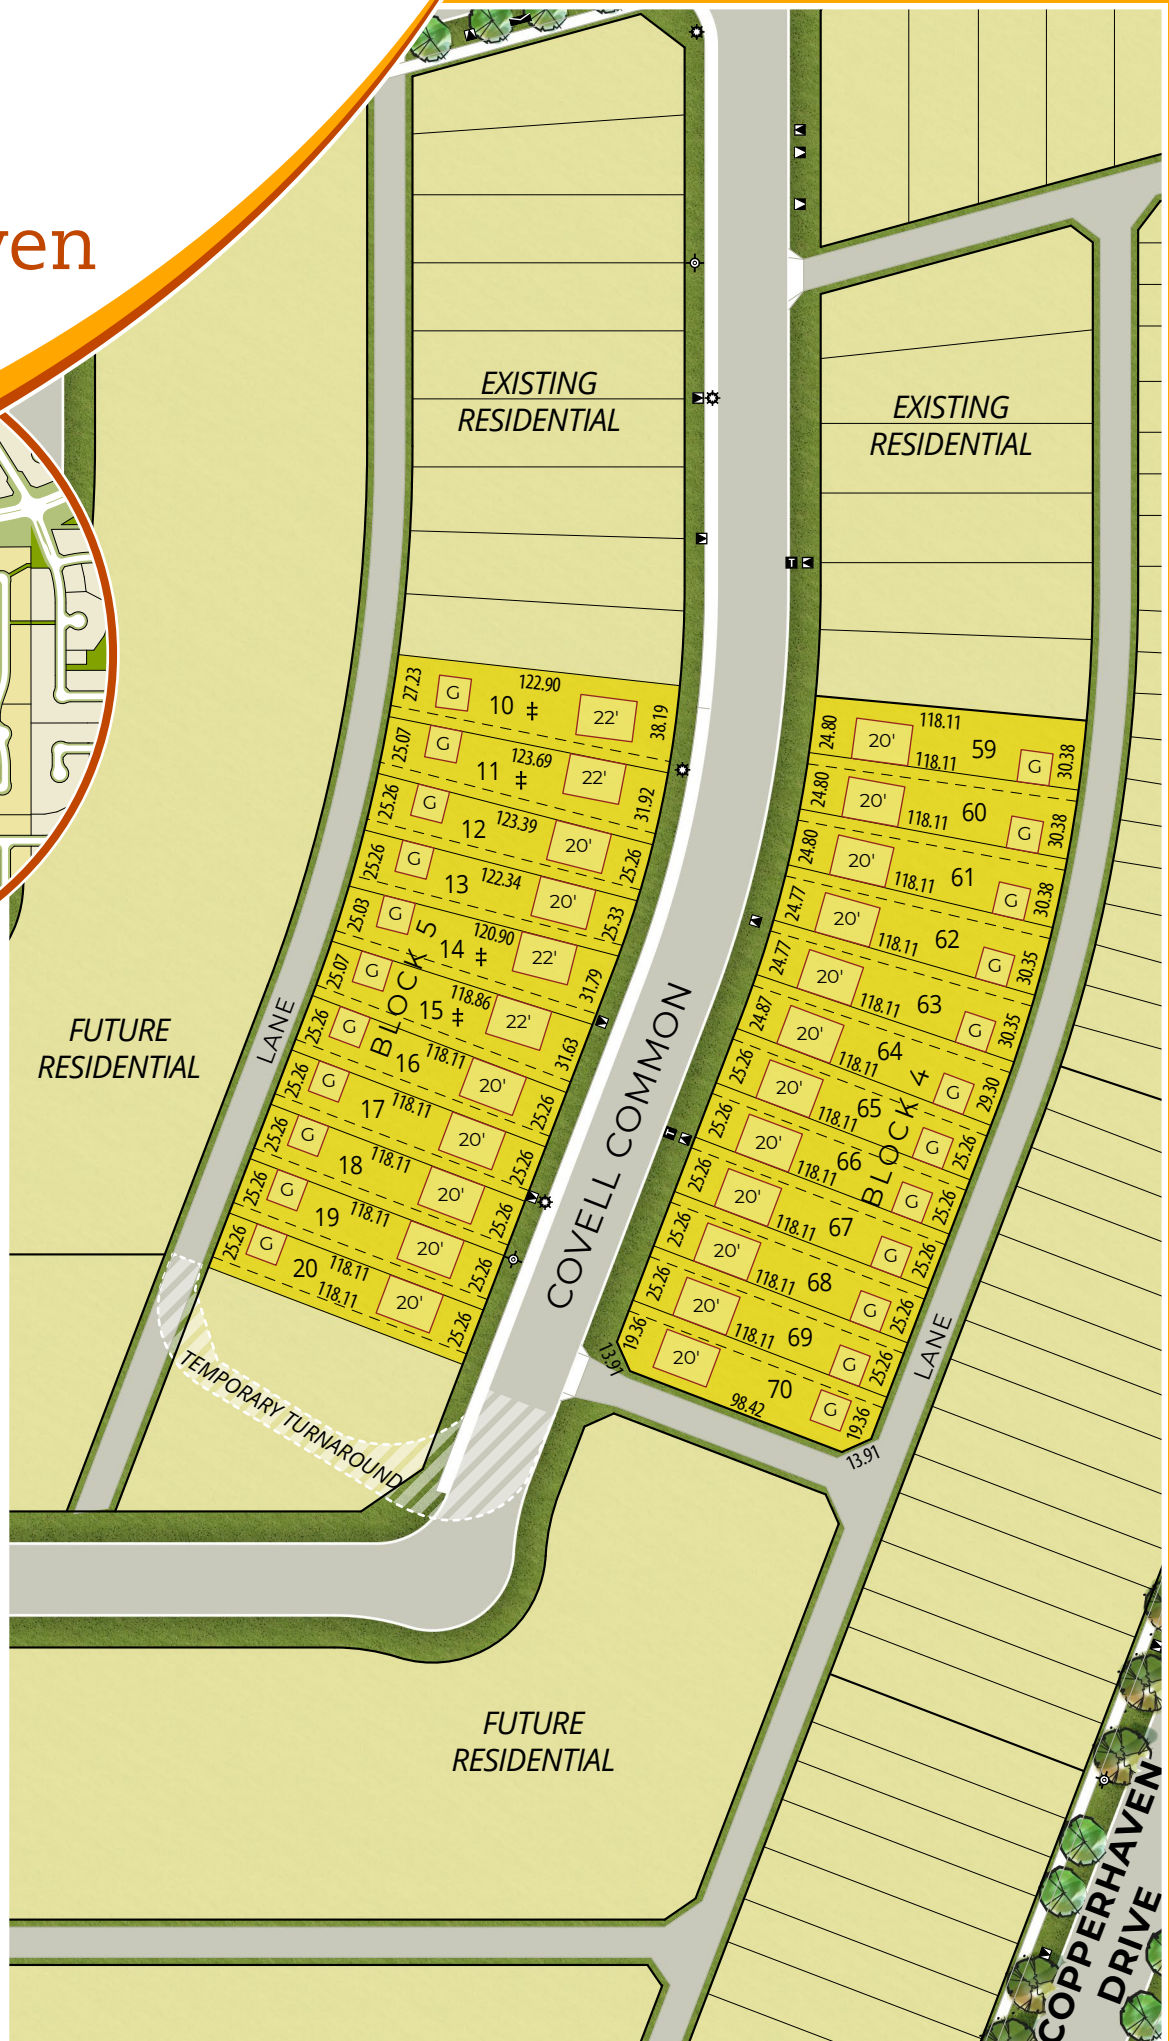 ven
EXISTING
RESIDENTIAL
EXISTING
RESIDENTIAL
27.23
G
10 ‡
122.90
22'
38.19
25.07
G
11 ‡
123.69
22'
31.92
25.26
G
12
123.39
20'
25.26
25.26
G
13
122.34
20'
25.33
25.03
G
14 ‡
120.90
22'
31.79
25.07
G
15 ‡
118.86
22'
31.63
25.26
G
16
118.11
20'
25.26
25.26
G
17
118.11
20'
25.26
25.26
G
18
118.11
20'
25.26
25.26
G
19
118.11
20'
25.26
25.26
G
20
118.11
118.11
20'
25.26
BLOCK 5
24.80
20'
118.11
118.11
59
G
30.38
24.80
20'
118.11
60
G
30.38
24.80
20'
118.11
61
G
30.38
24.77
20'
118.11
62
G
30.35
24.77
20'
118.11
63
G
30.35
24.87
20'
118.11
64
G
29.30
25.26
20'
118.11
65
G
25.26
25.26
20'
118.11
66
G
25.26
25.26
20'
118.11
67
G
25.26
25.26
20'
118.11
68
G
25.26
25.26
20'
118.11
69
G
25.26
19.36
13.91
20'
98.42
70
G
19.36
13.91
BLOCK 4
T
T
FUTURE
RESIDENTIAL
LANE
COVELL COMMON
LANE
TEMPORARY TURNAROUND
FUTURE
RESIDENTIAL
COPPERHAVEN
DRIVE